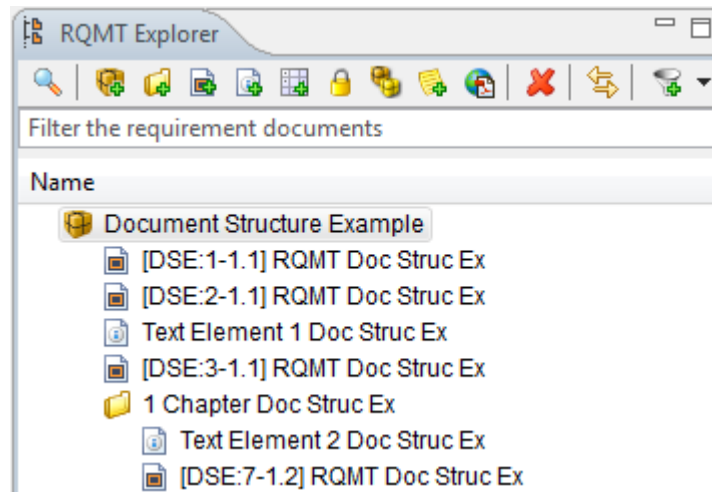 RQMT Explorer
Filter the requirement documents
Name
Document Structure Example
[DSE:1-1.1] RQMT Doc Struc Ex
[DSE:2-1.1] RQMT Doc Struc Ex
Text Element 1 Doc Struc Ex
[DSE:3-1.1] RQMT Doc Struc Ex
1 Chapter Doc Struc Ex
Text Element 2 Doc Struc Ex
[DSE:7-1.2] RQMT Doc Struc Ex